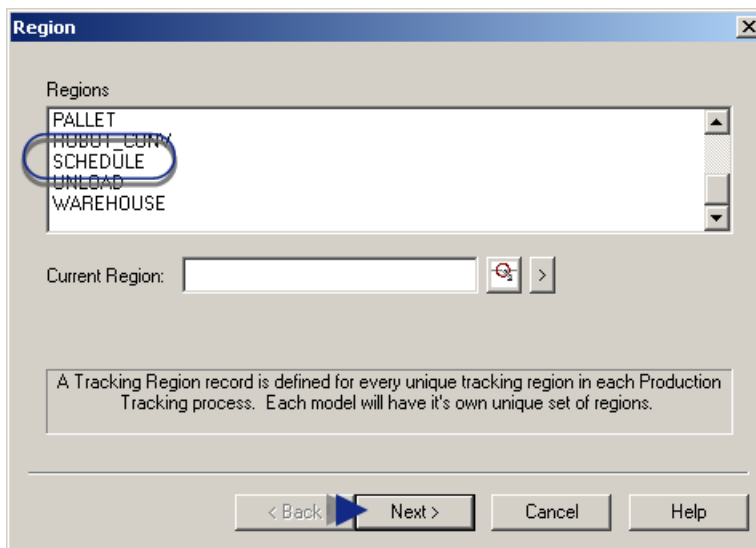 Region
Regions
PALLET
ROBOT_CONV
SCHEDULE
UNLOAD
WAREHOUSE
Current Region:
>
A Tracking Region record is defined for every unique tracking region in each Production
Tracking process. Each model will have it's own unique set of regions.
< Back
Next >
Cancel
Help